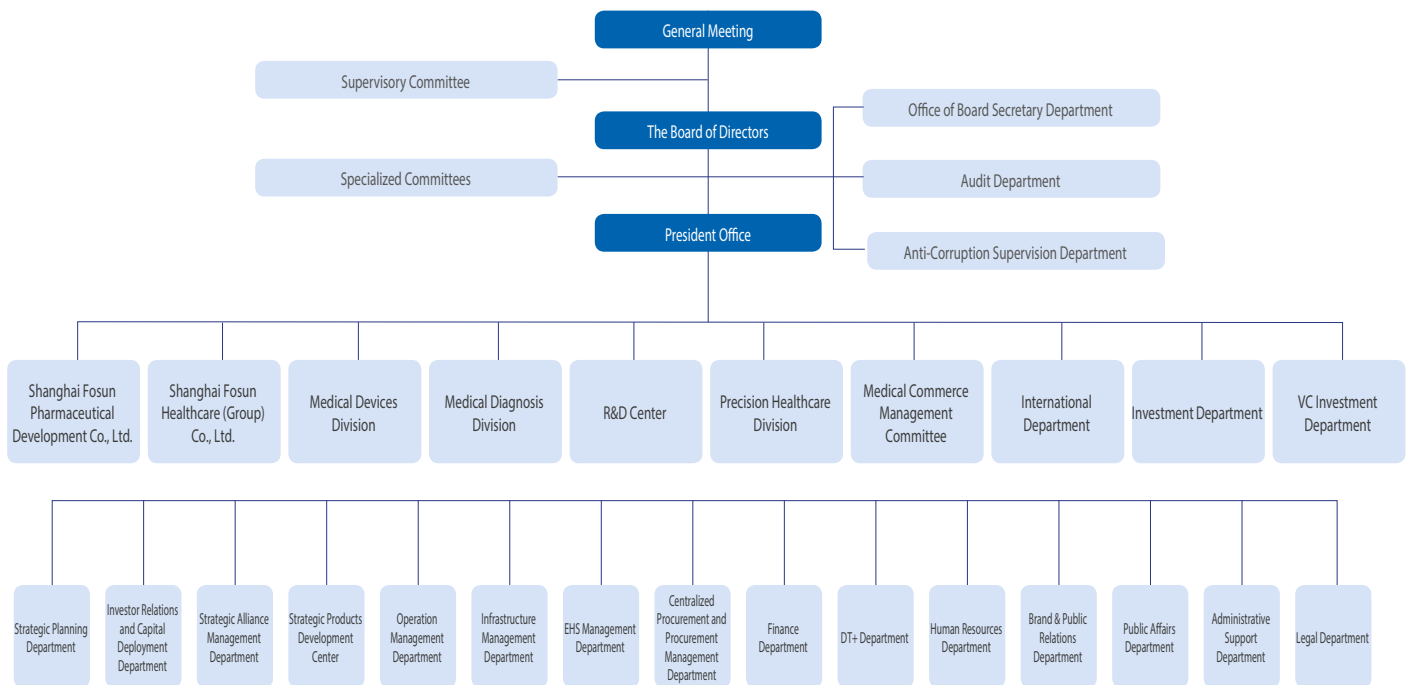 General Meeting
Supervisory Committee
Office of Board Secretary Department
The Board of Directors
Specialized Committees
Audit Department
President Office
Anti-Corruption Supervision Department
Shanghai Fosun
Pharmaceutical
Development Co., Ltd.
Shanghai Fosun
Healthcare (Group)
Co., Ltd.
Medical Devices
Division
Medical Diagnosis
Division
R&D Center
Precision Healthcare
Division
Medical Commerce
Management
Committee
International
Department
Investment Department
VC Investment
Department
Strategic Planning
Department
Investor Relations
and Capital
Deployment
Department
Strategic Alliance
Management
Department
Strategic Products
Development
Center
Operation
Management
Department
Infrastructure
Management
Department
EHS Management
Department
Centralized
Procurement and
Procurement
Management
Department
Finance
Department
DT+ Department
Human Resources
Department
Brand & Public
Relations
Department
Public Affairs
Department
Administrative
Support
Department
Legal Department